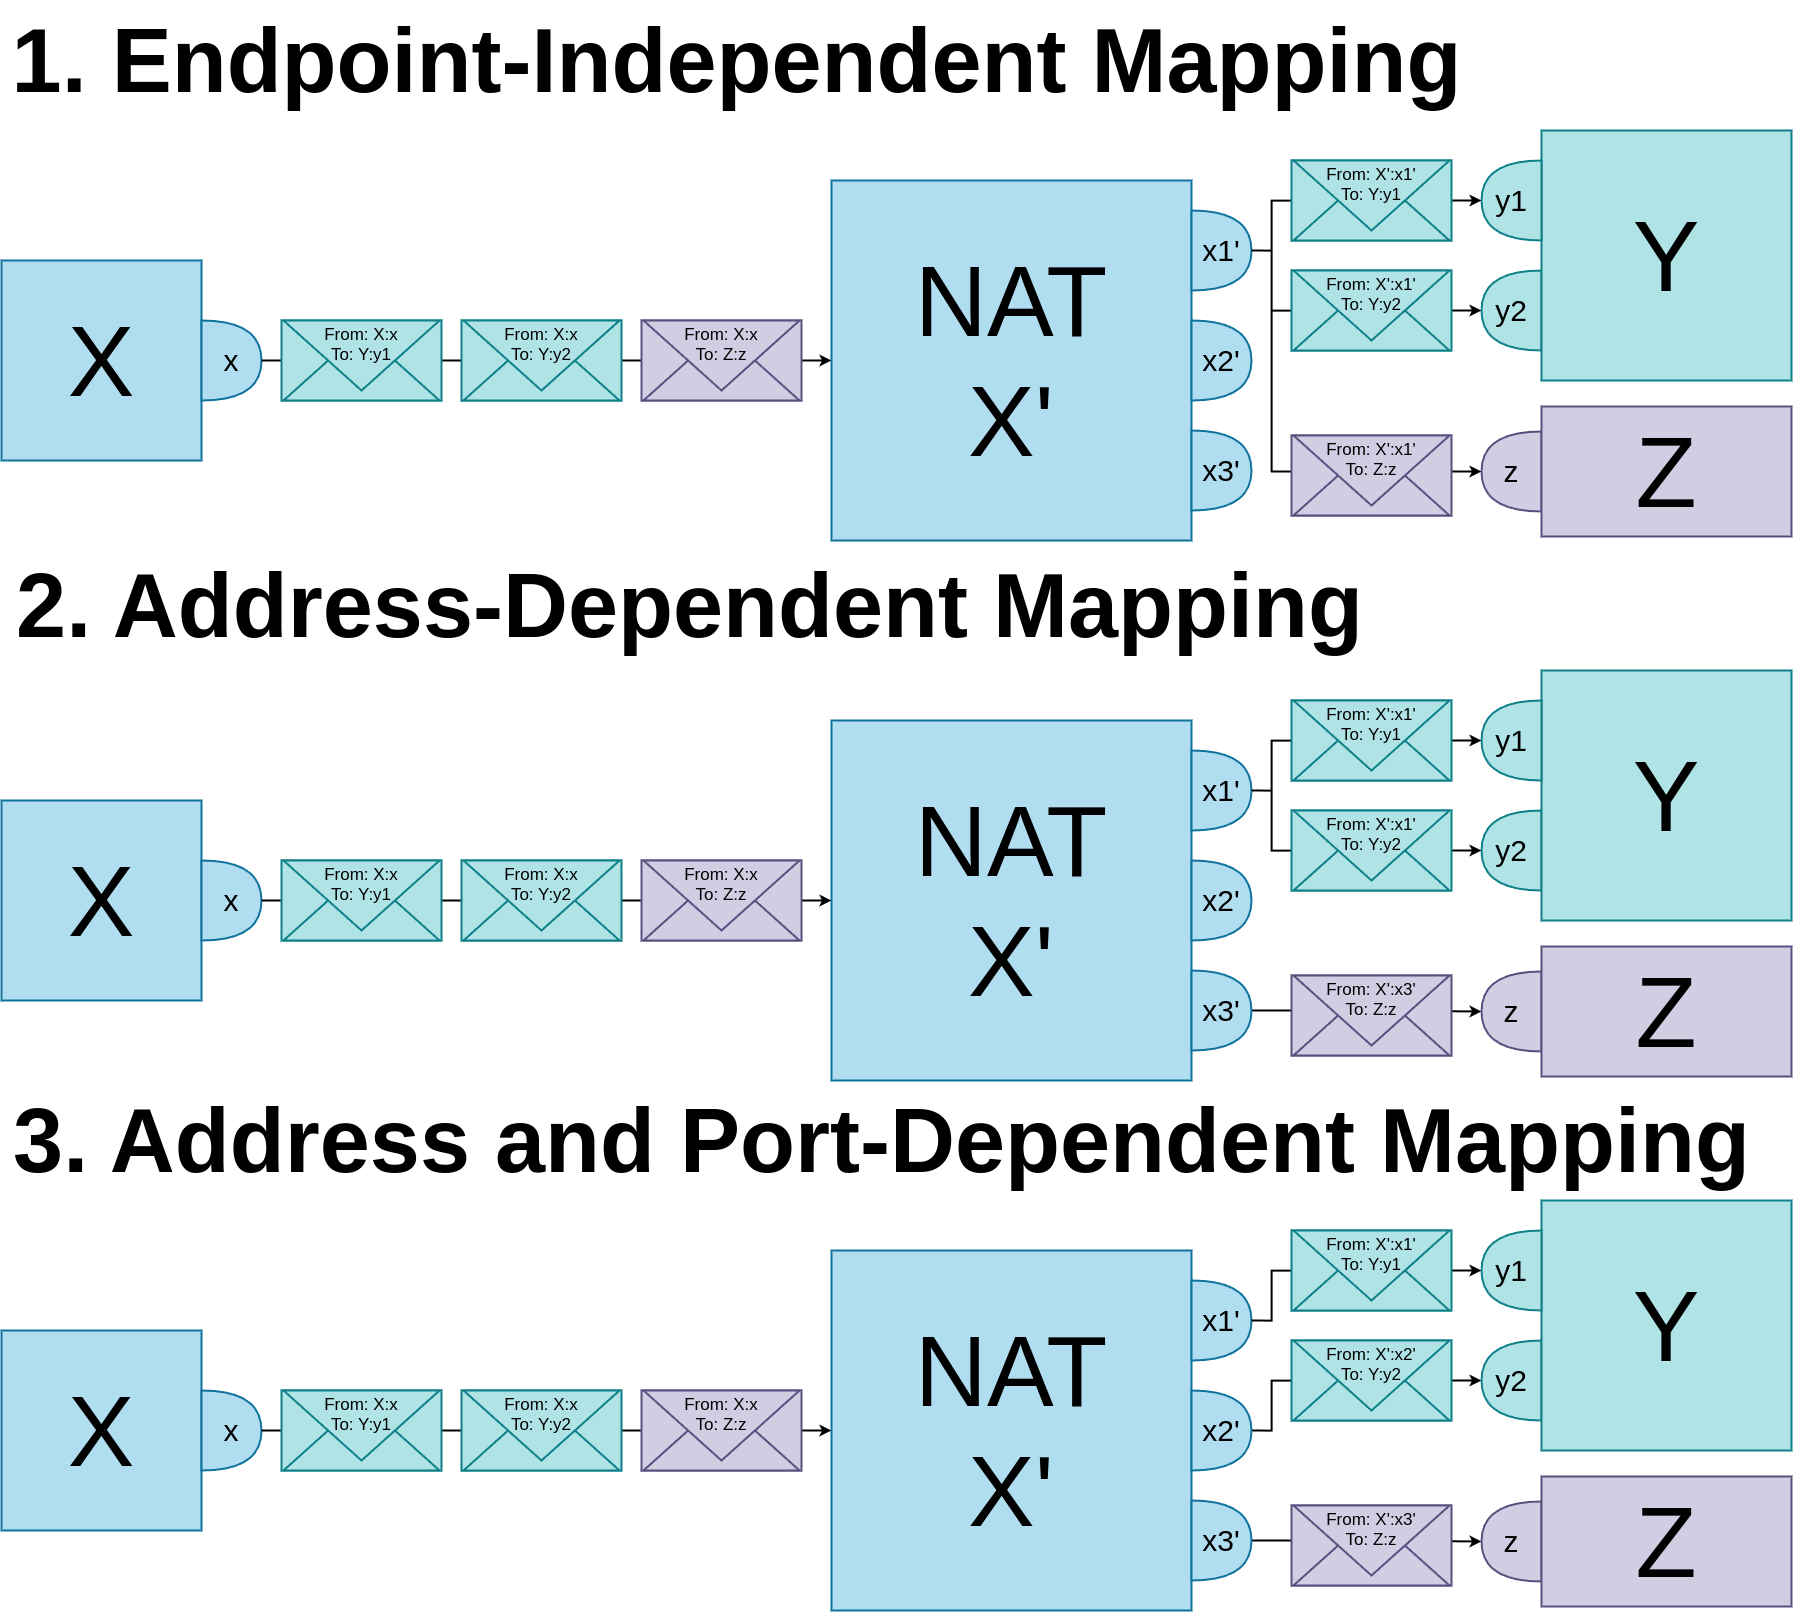 1. Endpoint-Independent Mapping
X
x
From: X:x
To: Y:y1
From: X:x
To: Y:y2
From: X:x
To: Z:z
NAT
X'
x1'
x2'
x3'
From: X':x1'
To: Y:y1
From: X':x1'
To: Y:y2
From: X':x1'
To: Z:z
y1
y2
Y
z
Z
2. Address-Dependent Mapping
X
x
From: X:x
To: Y:y1
From: X:x
To: Y:y2
From: X:x
To: Z:z
NAT
X'
x1'
x2'
x3'
From: X':x1'
To: Y:y1
From: X':x1'
To: Y:y2
From: X':x3'
To: Z:z
y1
y2
Y
z
Z
3. Address and Port-Dependent Mapping
X
x
From: X:x
To: Y:y1
From: X:x
To: Y:y2
From: X:x
To: Z:z
NAT
X'
x1'
x2'
x3'
From: X':x1'
To: Y:y1
From: X':x2'
To: Y:y2
From: X':x3'
To: Z:z
y1
y2
Y
z
Z